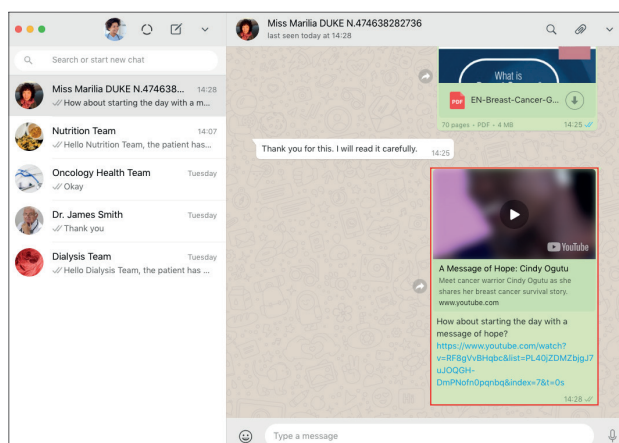 Search or start new chat
Miss Marilia DUKE N.474638... 14:28
How about starting the day with a m...
Nutrition Team 14:07
Hello Nutrition Team, the patient has...
Oncology Health Team Tuesday
Okay
Dr. James Smith Tuesday
Thank you
Dialysis Team Tuesday
Hello Dialysis Team, the patient has ...
Miss Marilia DUKE N.474638282736
last seen today at 14:28
What is
PDF EN-Breast-Cancer-G...
70 pages • PDF • 4 MB 14:25
Thank you for this. I will read it carefully. 14:25
YouTube
A Message of Hope: Cindy Ogutu
Meet cancer warrior Cindy Ogutu as she
shares her breast cancer survival story.
www.youtube.com
How about starting the day with a
message of hope?
https://www.youtube.com/watch?
v=RF8gVvBHqbc&list=PL40jZDMZbjgJ7
uJOQGH-
DmPNofn0pqnbq&index=7&t=0s
14:28
Type a message